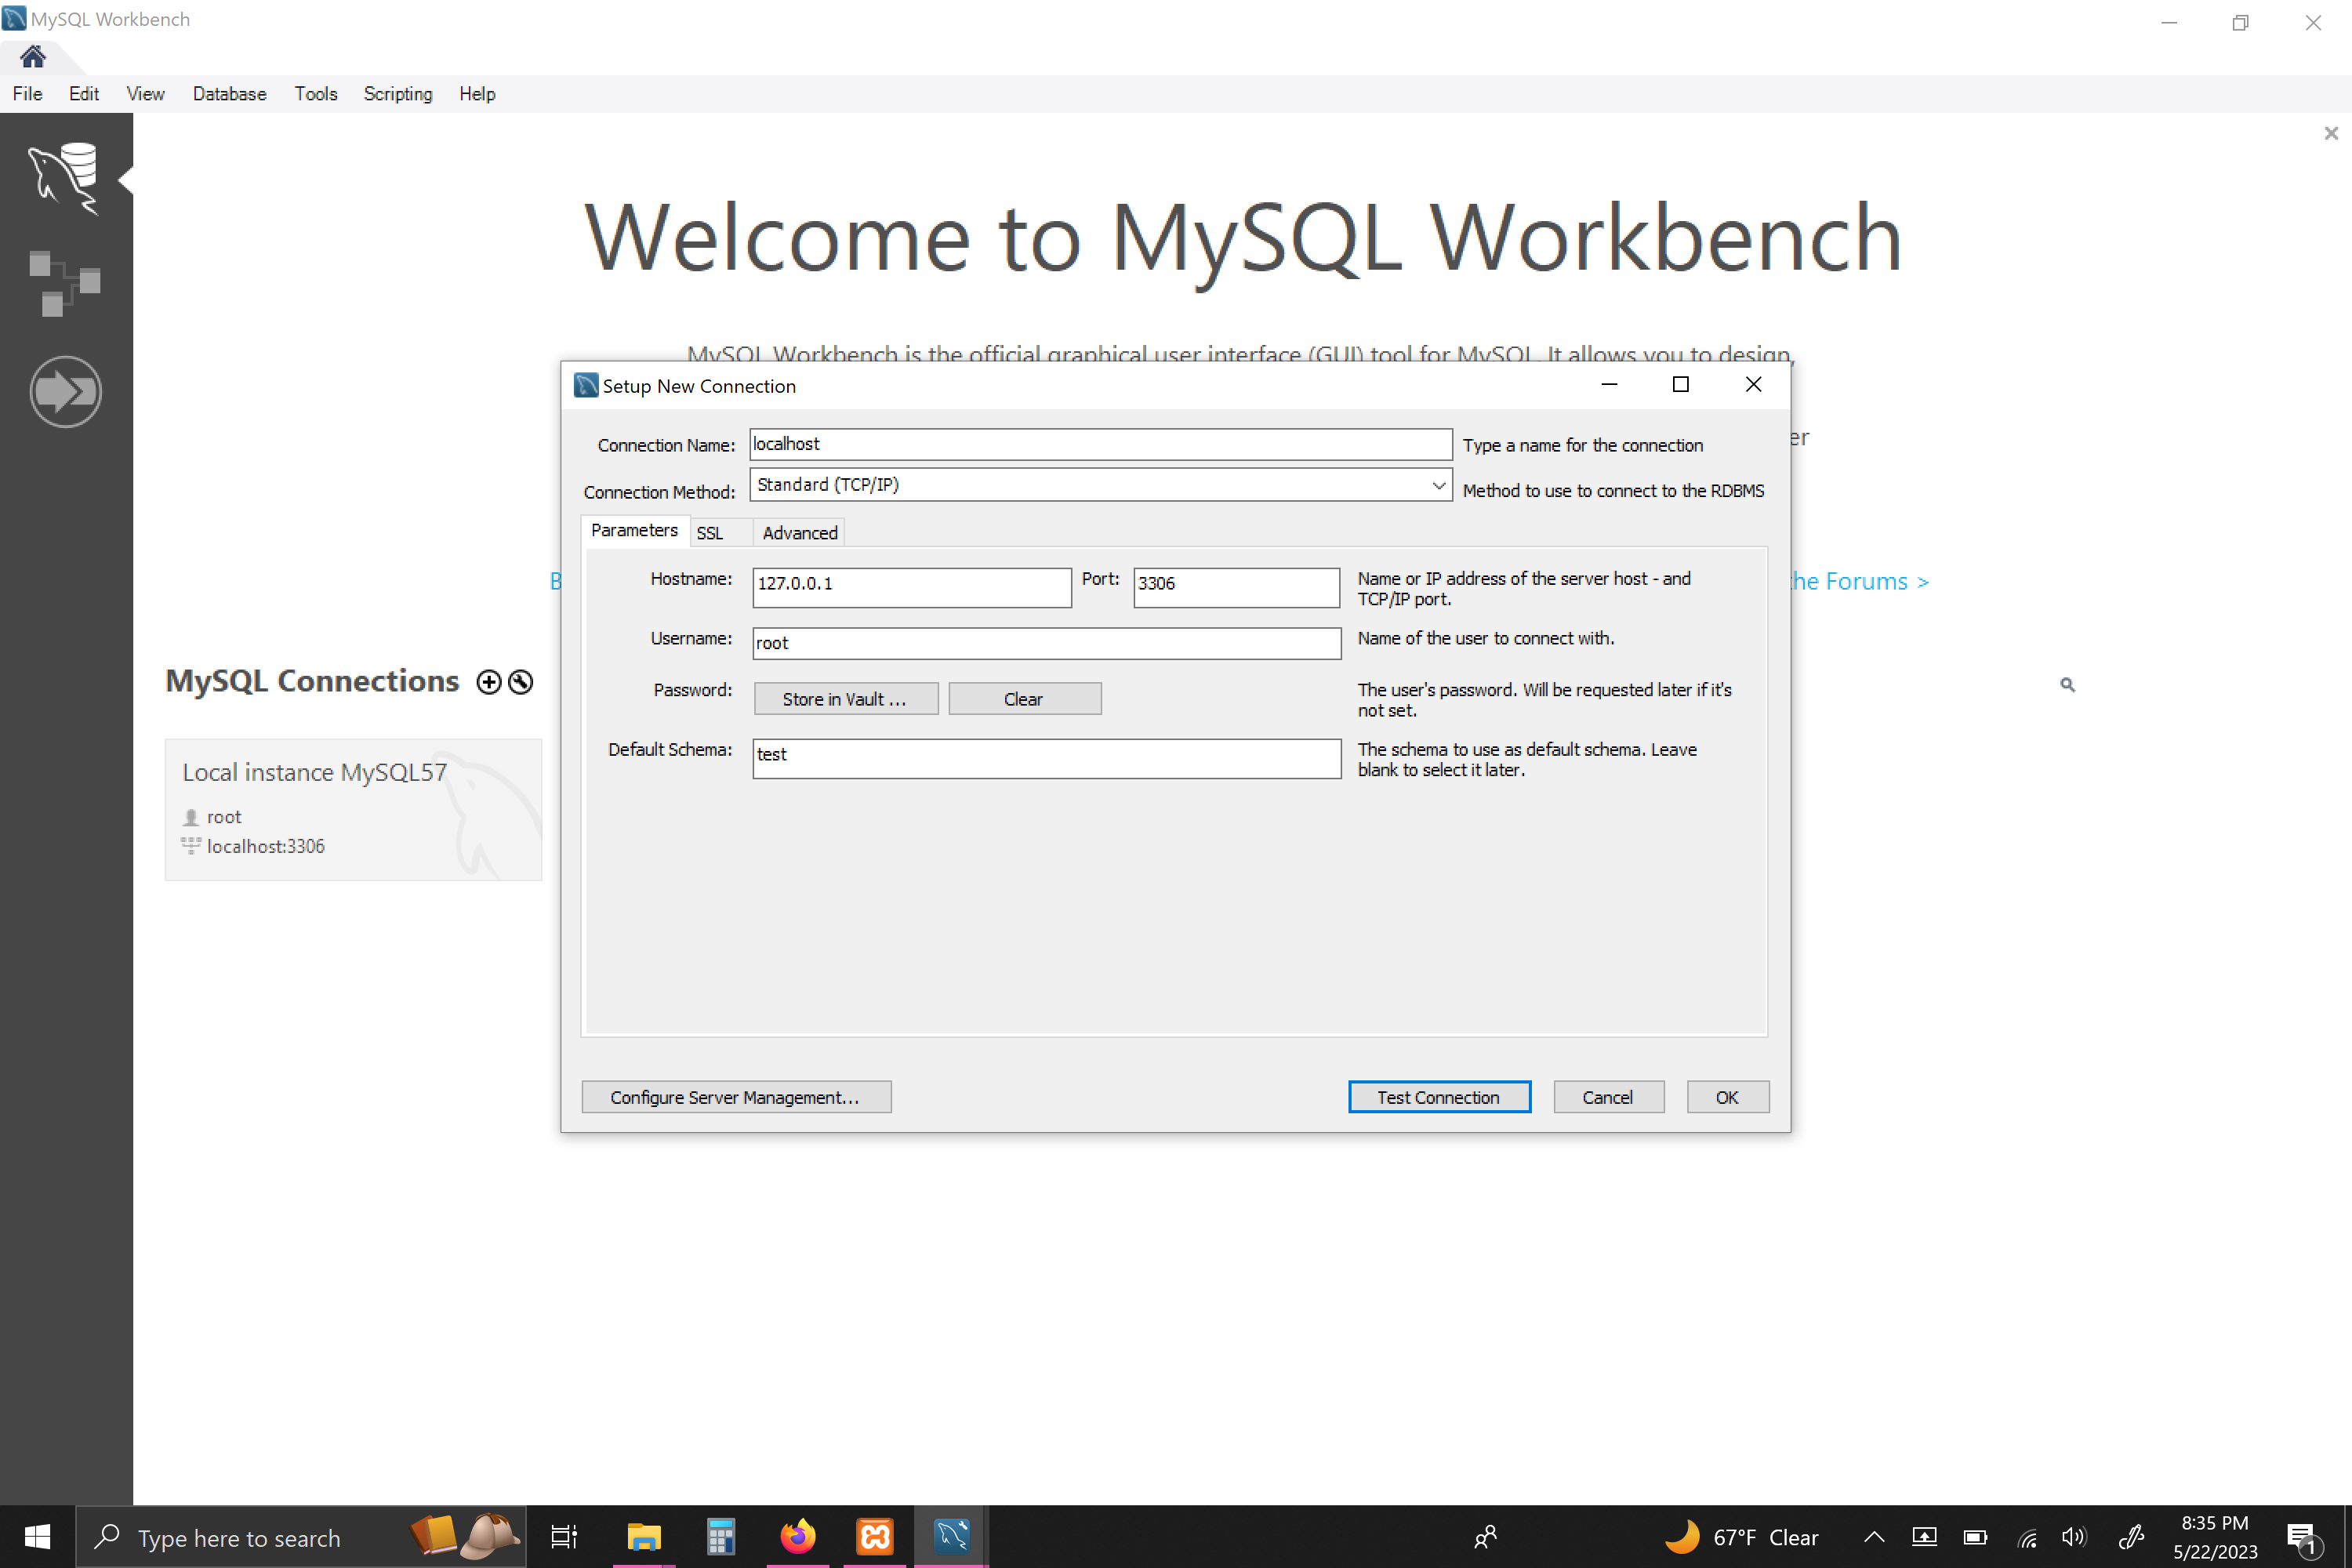 MySQL Workbench
File Edit View Database Tools Scripting Help
Welcome to MySQL Workbench
MySQL Workbench is the official graphical user interface (GUI) tool for MySQL. It allows you to design,
er
B
the Forums >
Setup New Connection
Connection Name: localhost Type a name for the connection
Connection Method: Standard (TCP/IP) Method to use to connect to the RDBMS
Parameters SSL Advanced
Hostname: 127.0.0.1 Port: 3306 Name or IP address of the server host - and
TCP/IP port.
Username: root Name of the user to connect with.
Password: Store in Vault ... Clear The user's password. Will be requested later if it's
not set.
Default Schema: test The schema to use as default schema. Leave
blank to select it later.
Configure Server Management... Test Connection Cancel OK
MySQL Connections
Local instance MySQL57
root
localhost:3306
Type here to search
67°F Clear
8:35 PM
5/22/2023
1